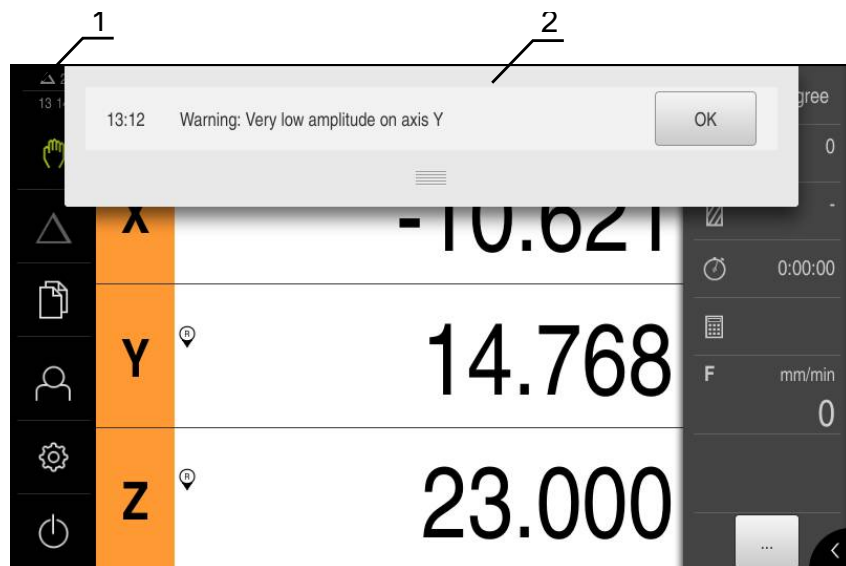 1
2
13:12 Warning: Very low amplitude on axis Y OK
0
X -10.621
-
0:00:00
Y R 14.768
F mm/min
0
Z R 23.000
...